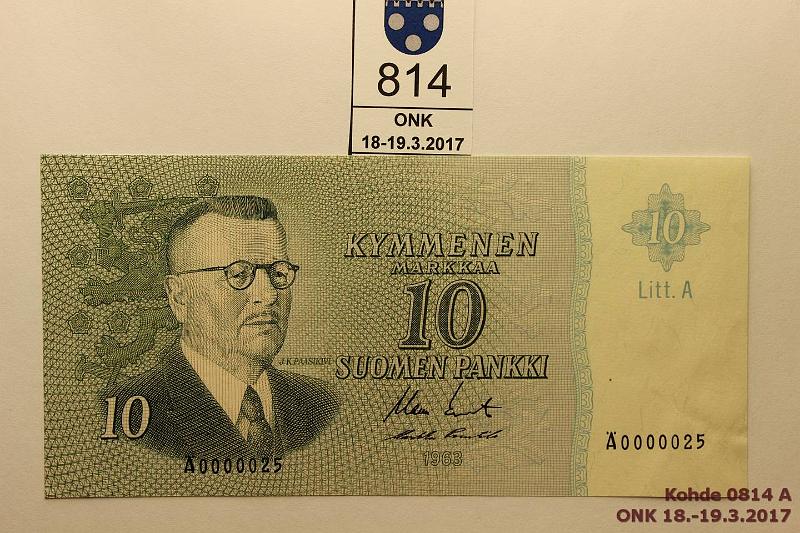 814
ONK
18-19.3.2017
KYMMENEN
MARKKAA
10
SUOMEN PANKKI
1963
J.K.PAASIKIVI
10
Ä0000025
10
Litt. A
Ä0000025
Kohde 0814 A
ONK 18.-19.3.2017